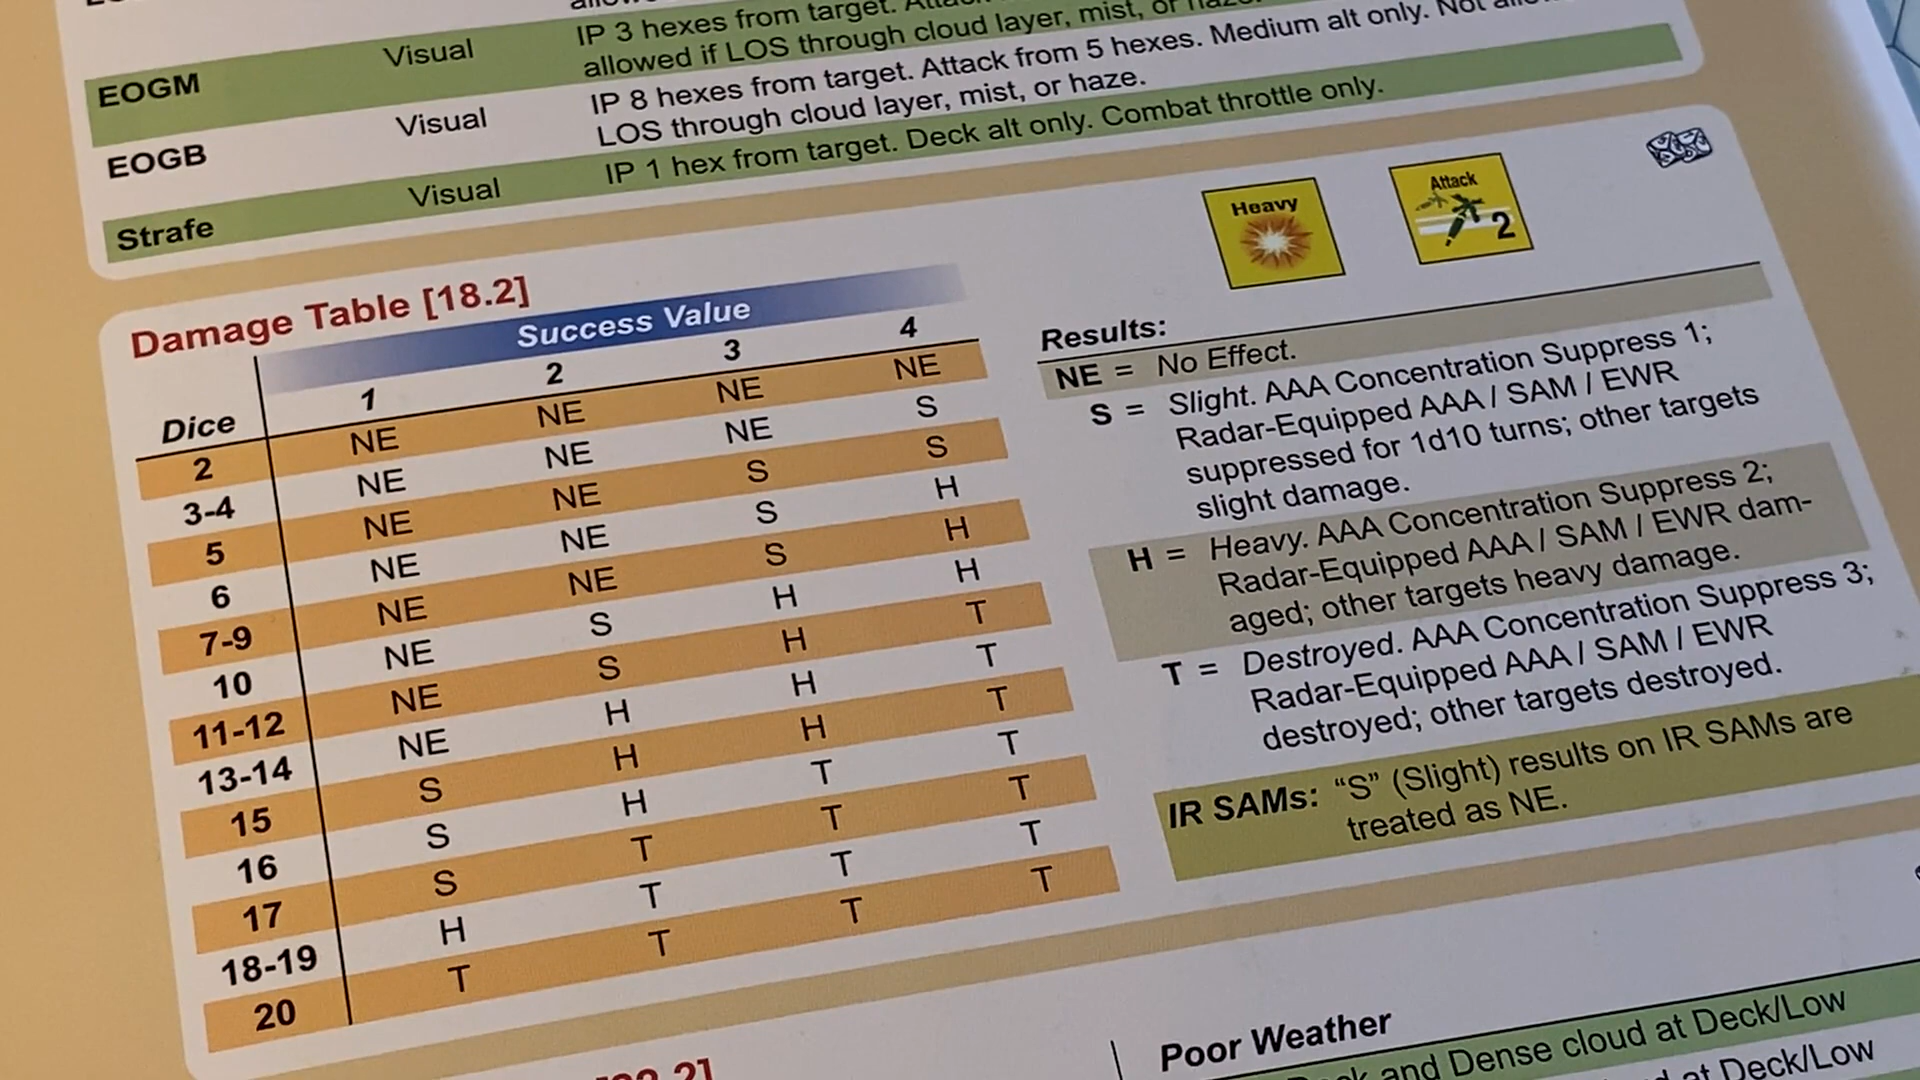 IP 3 hexes from target.
EOGM Visual allowed if LOS through cloud layer, mist, or
IP 8 hexes from target. Attack from 5 hexes. Medium alt only. Not
EOGB Visual LOS through cloud layer, mist, or haze.
Strafe Visual IP 1 hex from target. Deck alt only. Combat throttle only.
Heavy
Attack
2
Damage Table [18.2]
Success Value
Dice 1 2 3 4
2 NE NE NE NE
3-4 NE NE NE S
5 NE NE S S
6 NE NE S H
7-9 NE NE S H
10 NE S H H
11-12 NE S H T
13-14 NE H H T
15 S H H T
16 S H T T
17 S T T T
18-19 H T T T
20 T T T T
Results:
NE = No Effect.
S = Slight. AAA Concentration Suppress 1;
Radar-Equipped AAA / SAM / EWR
suppressed for 1d10 turns; other targets
slight damage.
H = Heavy. AAA Concentration Suppress 2;
Radar-Equipped AAA / SAM / EWR dam-
aged; other targets heavy damage.
T = Destroyed. AAA Concentration Suppress 3;
Radar-Equipped AAA / SAM / EWR
destroyed; other targets destroyed.
IR SAMs: “S” (Slight) results on IR SAMs are
treated as NE.
Poor Weather
and Dense cloud at Deck/Low
at Deck/Low